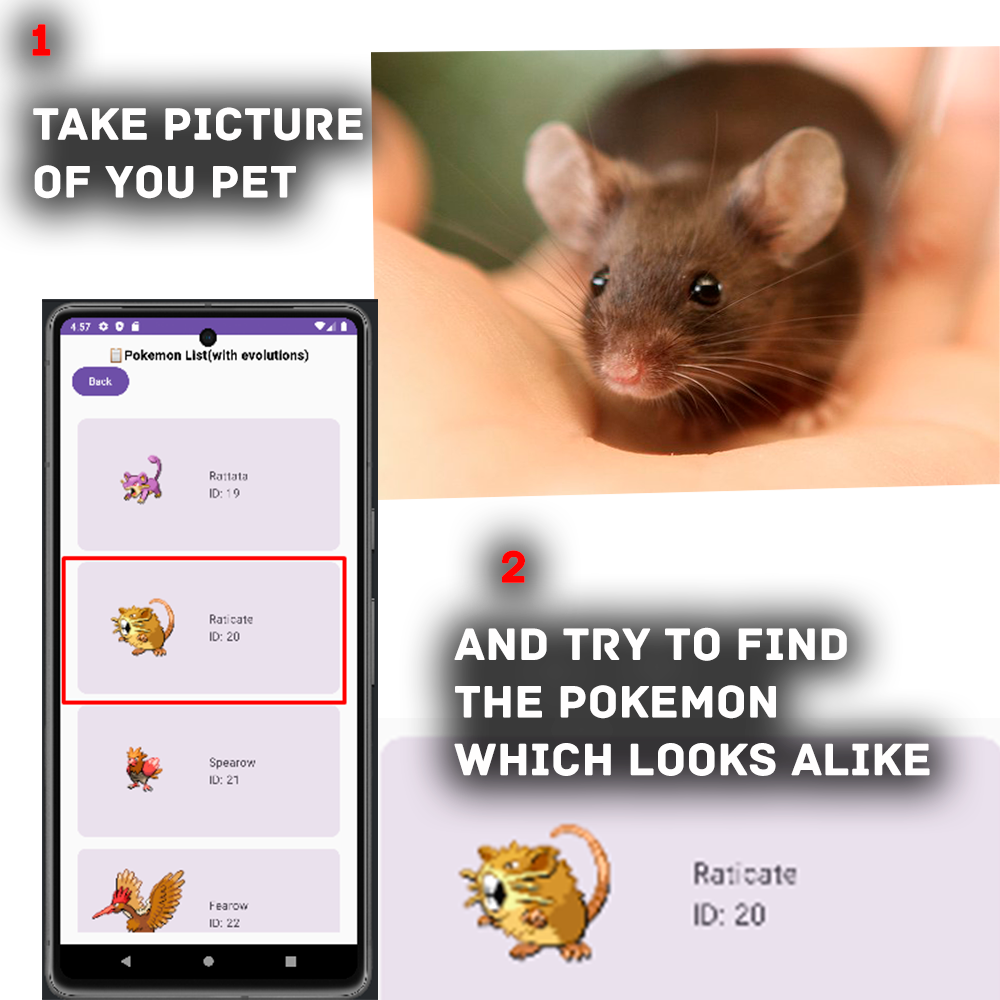 1
TAKE PICTURE
OF YOU PET
4:57
📋Pokemon List(with evolutions)
Back
Rattata
ID: 19
Raticate
ID: 20
Spearow
ID: 21
Fearow
ID: 22
2
AND TRY TO FIND
THE POKEMON
WHICH LOOKS ALIKE
Raticate
ID: 20